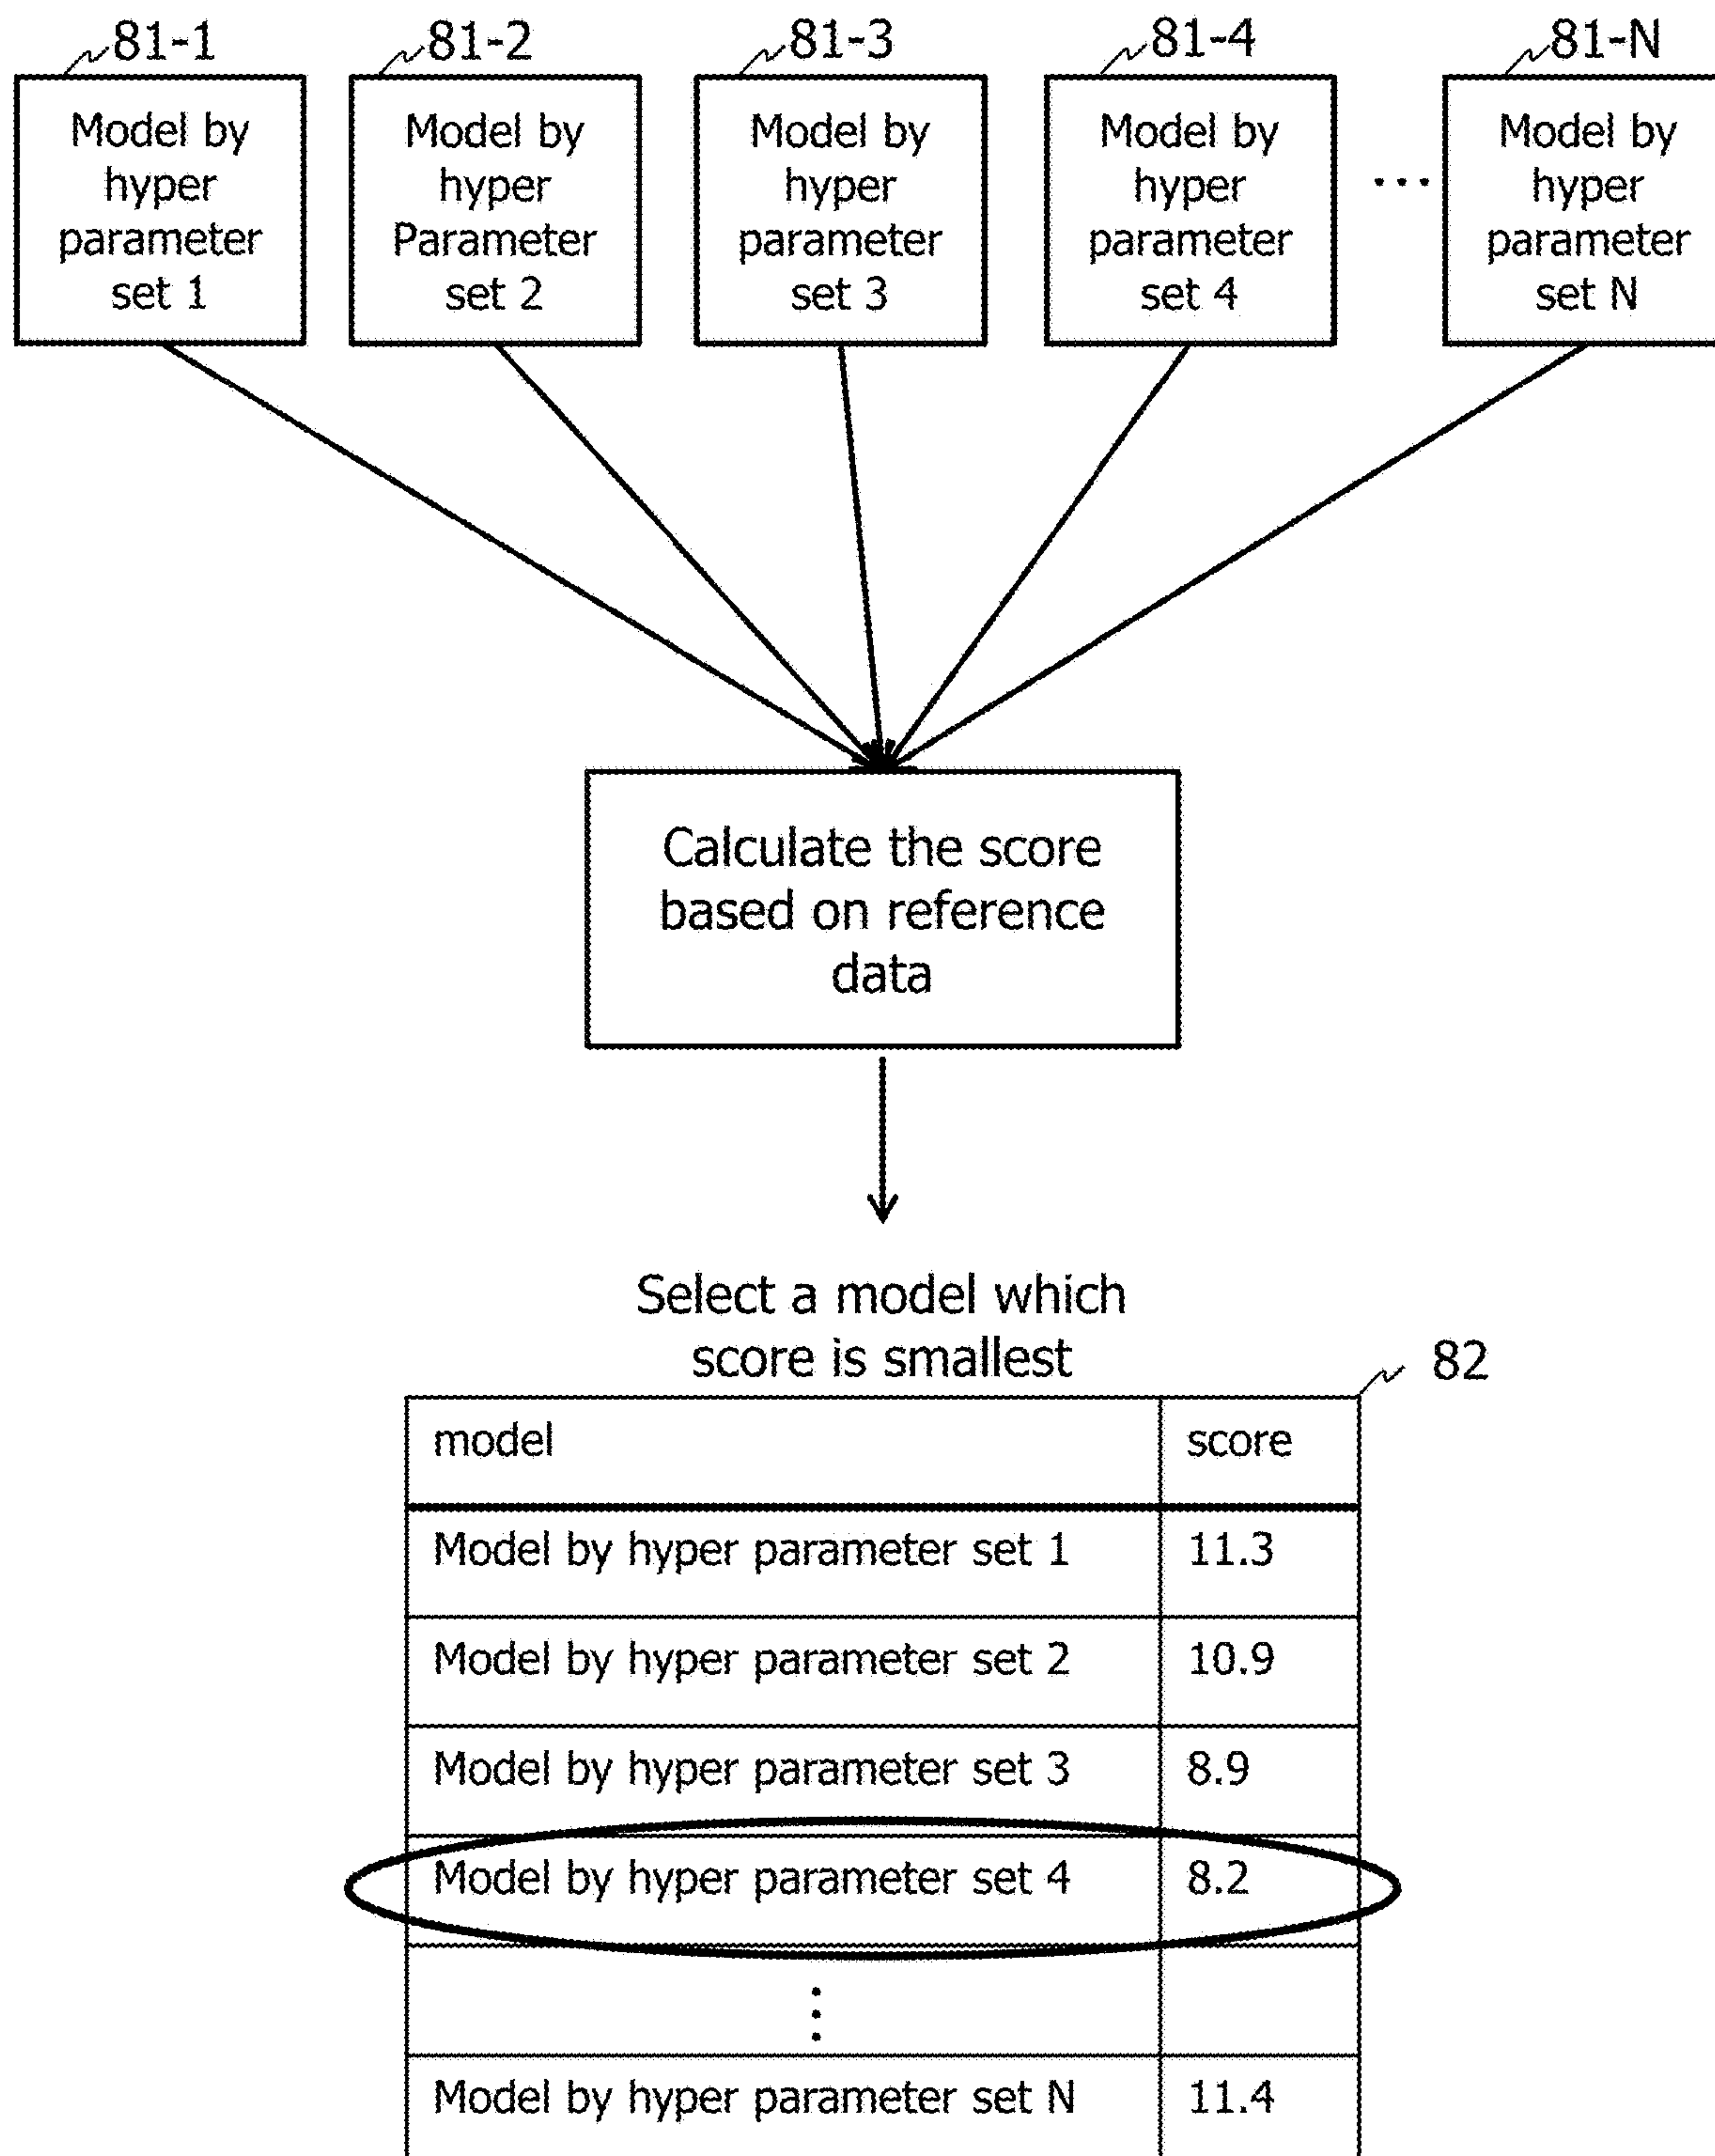 81-1
81-2
81-3
81-4
81-N
Model by
hyper
parameter
set 1
Model by
hyper
Parameter
set 2
Model by
hyper
parameter
set 3
Model by
hyper
parameter
set 4
...
Model by
hyper
parameter
set N
Calculate the score
based on reference
data
Select a model which
score is smallest
82
model score
Model by hyper parameter set 1 11.3
Model by hyper parameter set 2 10.9
Model by hyper parameter set 3 8.9
Model by hyper parameter set 4 8.2
⋮
Model by hyper parameter set N 11.4